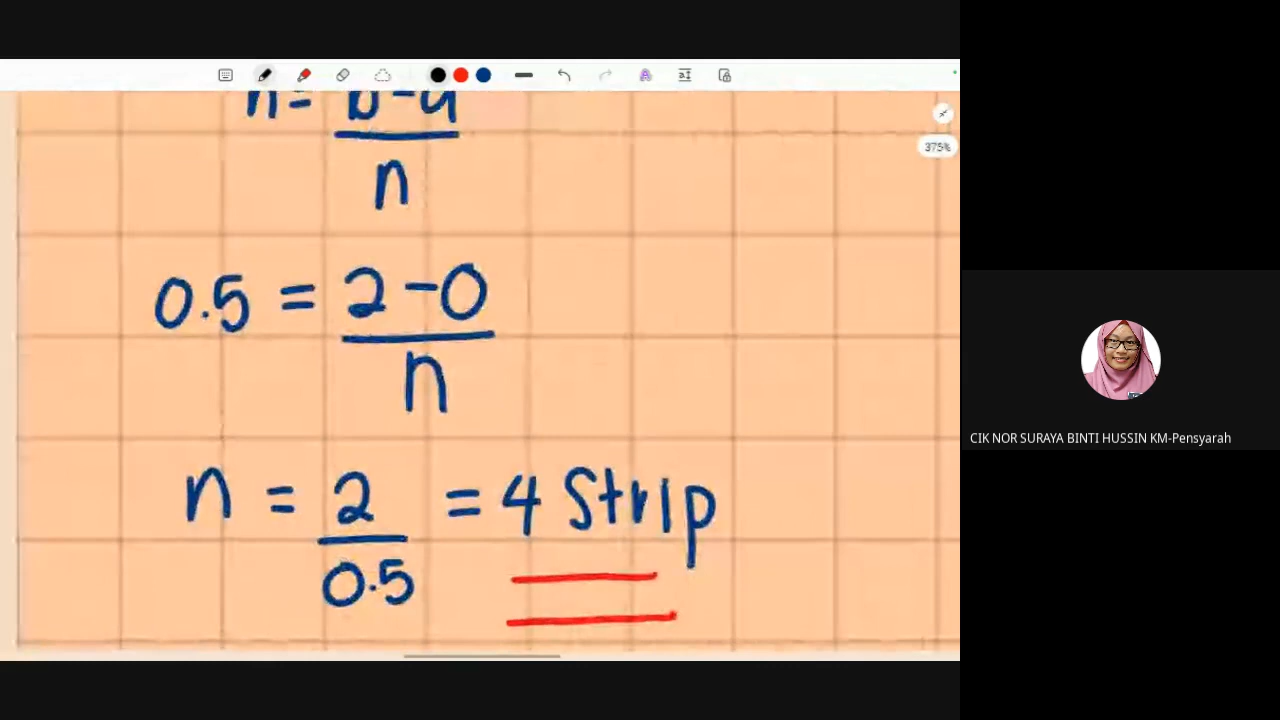 h = b-a
n
375%
0.5 = 2-0
n
n = 2 = 4 Strip
0.5
CIK NOR SURAYA BINTI HUSSIN KM-Pensyarah